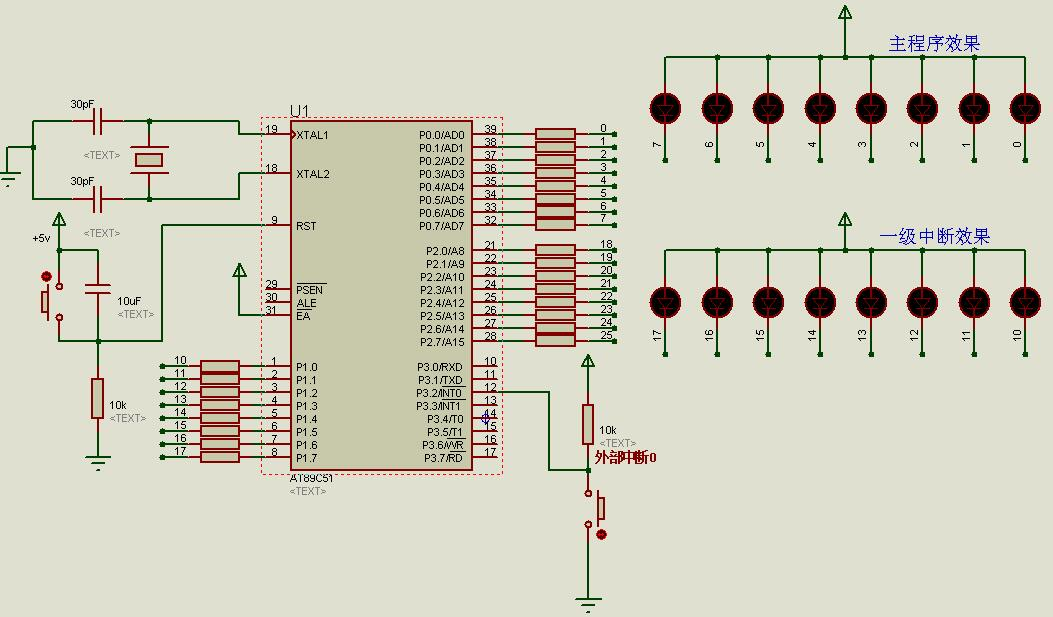 主程序效果
7
6
5
4
3
2
1
0
一级中断效果
17
16
15
14
13
12
11
10
30pF
<TEXT>
30pF
<TEXT>
+5v
10uF
<TEXT>
10k
<TEXT>
U1
19 XTAL1
18 XTAL2
9 RST
29 PSEN
30 ALE
31 EA
10 1 P1.0
11 2 P1.1
12 3 P1.2
13 4 P1.3
14 5 P1.4
15 6 P1.5
16 7 P1.6
17 8 P1.7
P0.0/AD0 39 0
P0.1/AD1 38 1
P0.2/AD2 37 2
P0.3/AD3 36 3
P0.4/AD4 35 4
P0.5/AD5 34 5
P0.6/AD6 33 6
P0.7/AD7 32 7
P2.0/A8 21 18
P2.1/A9 22 19
P2.2/A10 23 20
P2.3/A11 24 21
P2.4/A12 25 22
P2.5/A13 26 23
P2.6/A14 27 24
P2.7/A15 28 25
P3.0/RXD 10
P3.1/TXD 11
P3.2/INT0 12
P3.3/INT1 13
P3.4/T0 14
P3.5/T1 15
P3.6/WR 16
P3.7/RD 17
AT89C51
<TEXT>
10k
<TEXT>
外部中断0